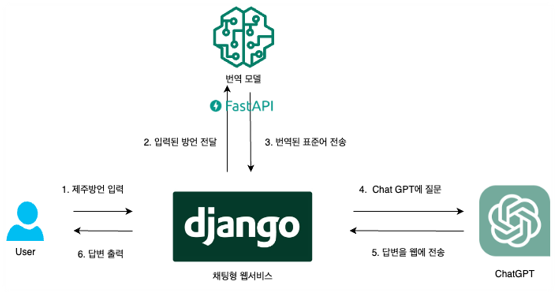 번역 모델
FastAPI
2. 입력된 방언 전달
3. 번역된 표준어 전송
1. 제주방언 입력
4. Chat GPT에 질문
django
User
6. 답변 출력
5. 답변을 웹에 전송
채팅형 웹서비스
ChatGPT